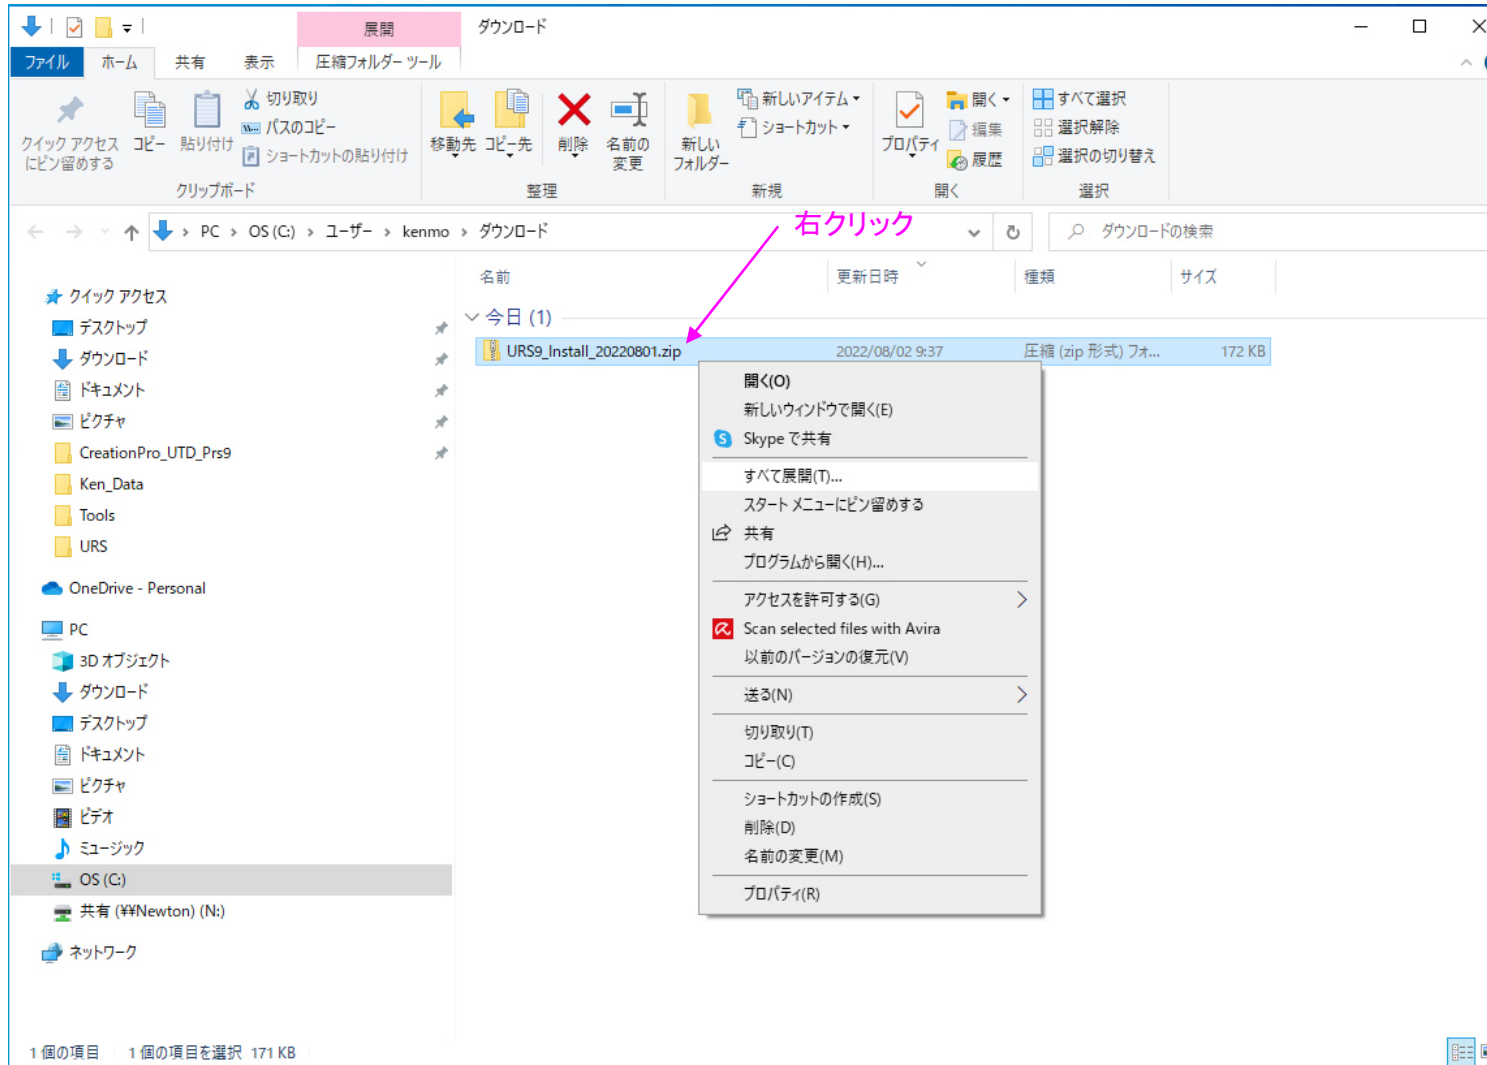 展開
ダウンロード
ファイル ホーム 共有 表示 圧縮フォルダー ツール
クイック アクセス
にピン留めする
コピー
貼り付け
切り取り
パスのコピー
ショートカットの貼り付け
クリップボード
移動先
コピー先
削除
名前の
変更
整理
新しい
フォルダー
新しいアイテム
ショートカット
新規
プロパティ
開く
編集
履歴
開く
すべて選択
選択解除
選択の切り替え
選択
PC › OS (C:) › ユーザー › kenmo › ダウンロード
ダウンロードの検索
右クリック
名前 更新日時 種類 サイズ
今日 (1)
URS9_Install_20220801.zip 2022/08/02 9:37 圧縮 (zip 形式) フォ... 172 KB
クイック アクセス
デスクトップ
ダウンロード
ドキュメント
ピクチャ
CreationPro_UTD_Prs9
Ken_Data
Tools
URS
OneDrive - Personal
PC
3D オブジェクト
ダウンロード
デスクトップ
ドキュメント
ピクチャ
ビデオ
ミュージック
OS (C:)
共有 (¥¥Newton) (N:)
ネットワーク
開く(O)
新しいウィンドウで開く(E)
Skype で共有
すべて展開(T)...
スタート メニューにピン留めする
共有
プログラムから開く(H)...
アクセスを許可する(G)
Scan selected files with Avira
以前のバージョンの復元(V)
送る(N)
切り取り(T)
コピー(C)
ショートカットの作成(S)
削除(D)
名前の変更(M)
プロパティ(R)
1 個の項目 1 個の項目を選択 171 KB